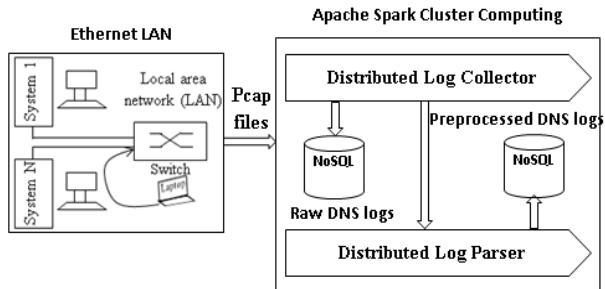 Ethernet LAN
Apache Spark Cluster Computing
System 1
Local area
network (LAN)
Switch
Laptop
System N
Pcap
files
Distributed Log Collector
Preprocessed DNS logs
NoSQL
NoSQL
Raw DNS logs
Distributed Log Parser